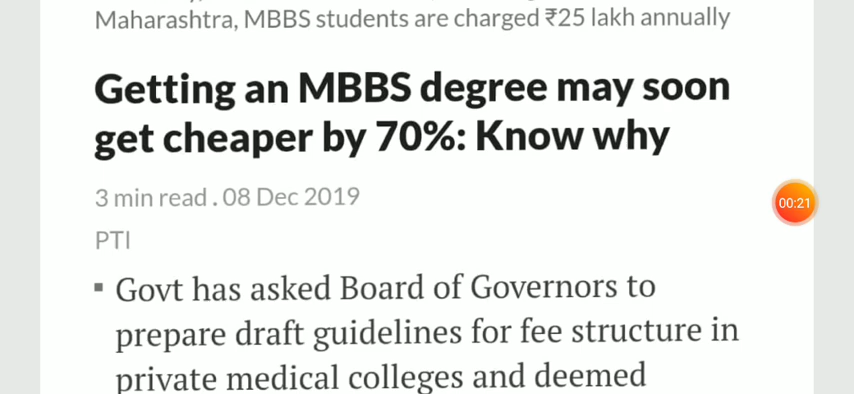 Maharashtra, MBBS students are charged ₹25 lakh annually
Getting an MBBS degree may soon
get cheaper by 70%: Know why
3 min read . 08 Dec 2019
PTI
00:21
▪ Govt has asked Board of Governors to
prepare draft guidelines for fee structure in
private medical colleges and deemed